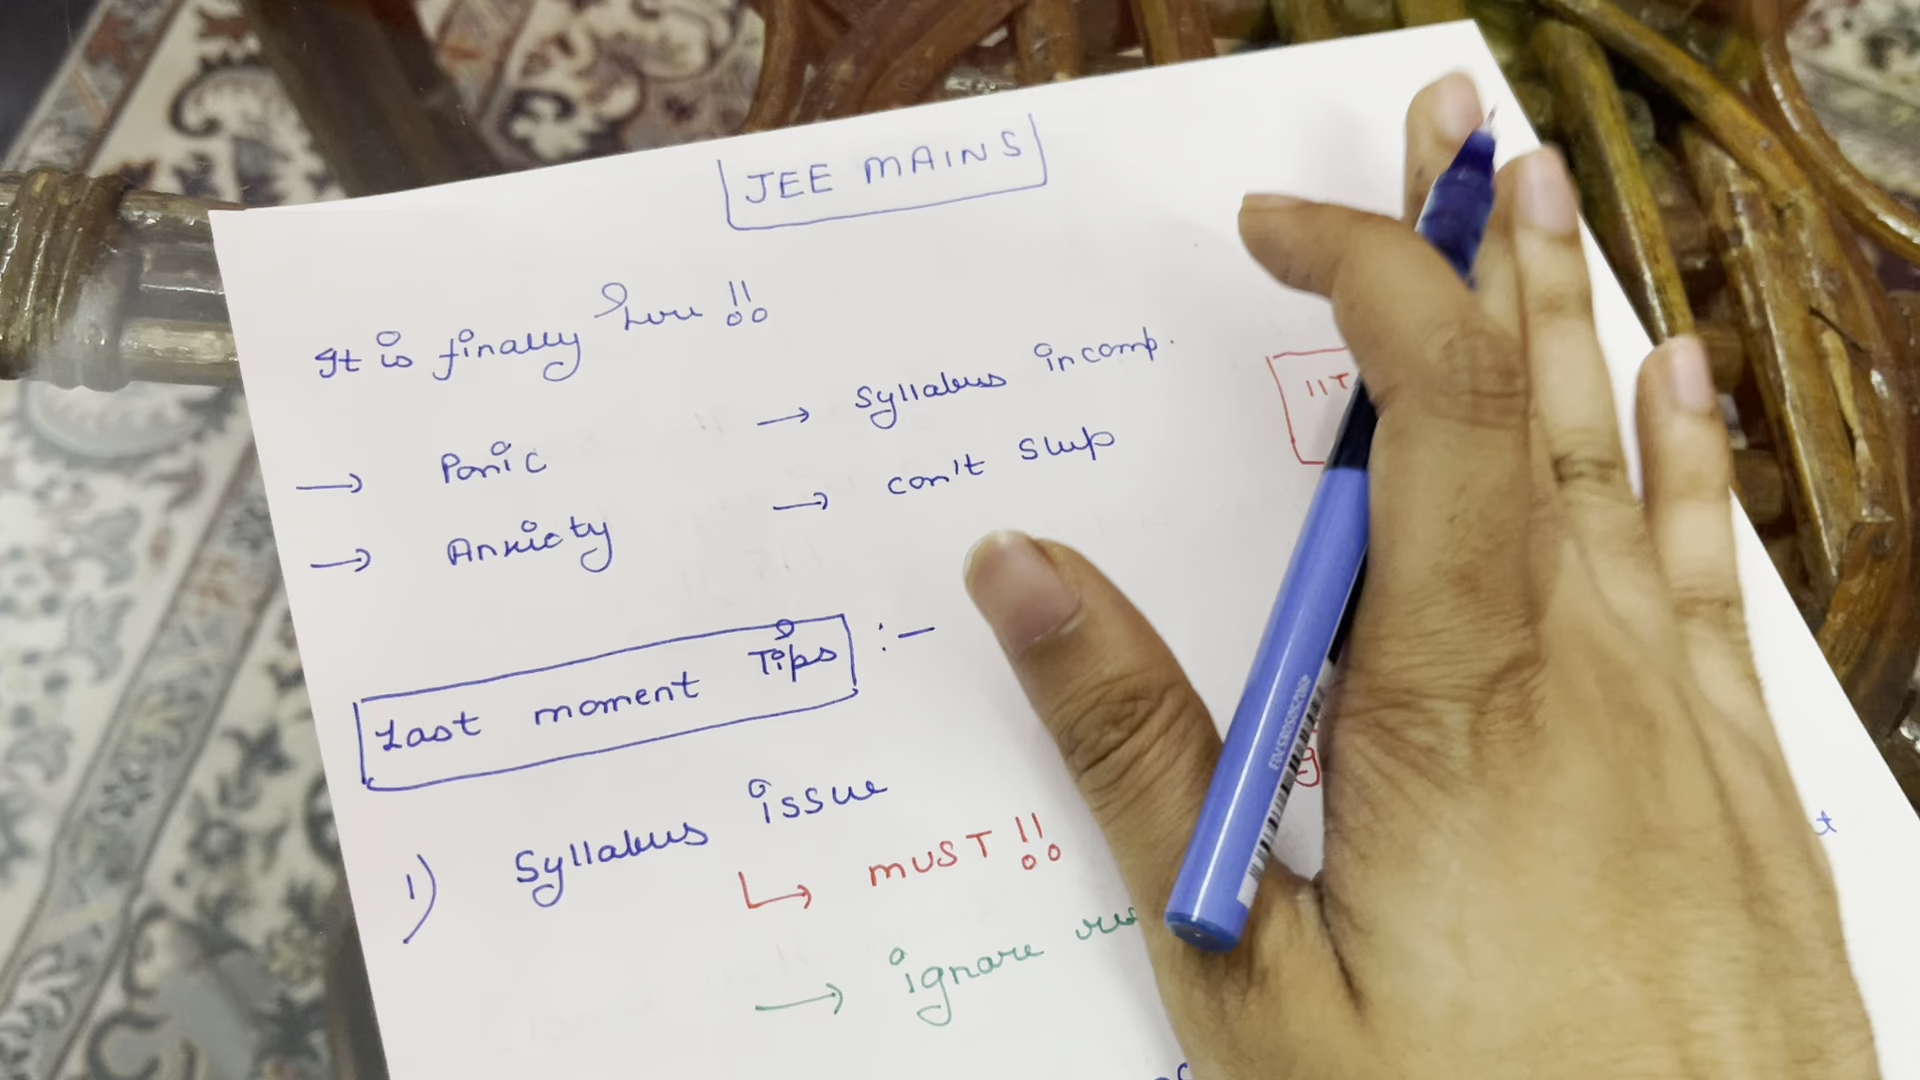 JEE MAINS
It is finally here !!
→ Panic
→ Syllabus incomp.
→ Anxiety
→ can't sleep
IIT
Last moment Tips :-
1) Syllabus issue
↳ MUST !!
→ ignore